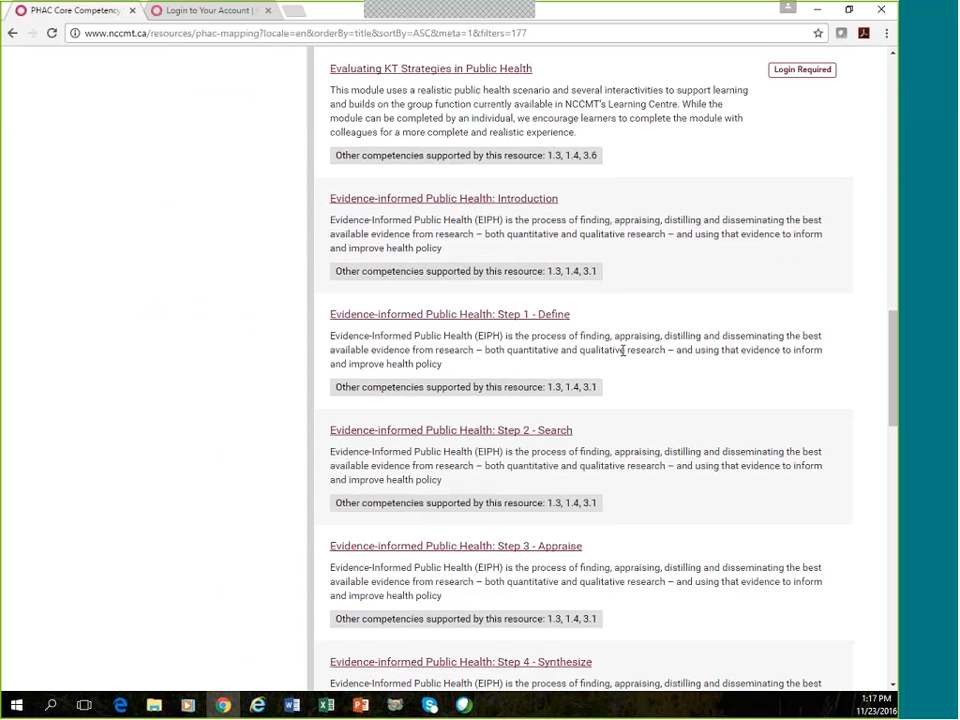 PHAC Core Competency
Login to Your Account |
www.nccmt.ca/resources/phac-mapping?locale=en&orderBy=title&sortBy=ASC&meta=1&filters=177
Evaluating KT Strategies in Public Health
Login Required
This module uses a realistic public health scenario and several interactivities to support learning
and builds on the group function currently available in NCCMT's Learning Centre. While the
module can be completed by an individual, we encourage learners to complete the module with
colleagues for a more complete and realistic experience.
Other competencies supported by this resource: 1.3, 1.4, 3.6
Evidence-informed Public Health: Introduction
Evidence-Informed Public Health (EIPH) is the process of finding, appraising, distilling and disseminating the best
available evidence from research – both quantitative and qualitative research – and using that evidence to inform
and improve health policy
Other competencies supported by this resource: 1.3, 1.4, 3.1
Evidence-informed Public Health: Step 1 - Define
Evidence-Informed Public Health (EIPH) is the process of finding, appraising, distilling and disseminating the best
available evidence from research – both quantitative and qualitative research – and using that evidence to inform
and improve health policy
Other competencies supported by this resource: 1.3, 1.4, 3.1
Evidence-informed Public Health: Step 2 - Search
Evidence-Informed Public Health (EIPH) is the process of finding, appraising, distilling and disseminating the best
available evidence from research – both quantitative and qualitative research – and using that evidence to inform
and improve health policy
Other competencies supported by this resource: 1.3, 1.4, 3.1
Evidence-informed Public Health: Step 3 - Appraise
Evidence-Informed Public Health (EIPH) is the process of finding, appraising, distilling and disseminating the best
available evidence from research – both quantitative and qualitative research – and using that evidence to inform
and improve health policy
Other competencies supported by this resource: 1.3, 1.4, 3.1
Evidence-informed Public Health: Step 4 - Synthesize
Evidence-Informed Public Health (EIPH) is the process of finding, appraising, distilling and disseminating the best
1:17 PM
11/23/2016